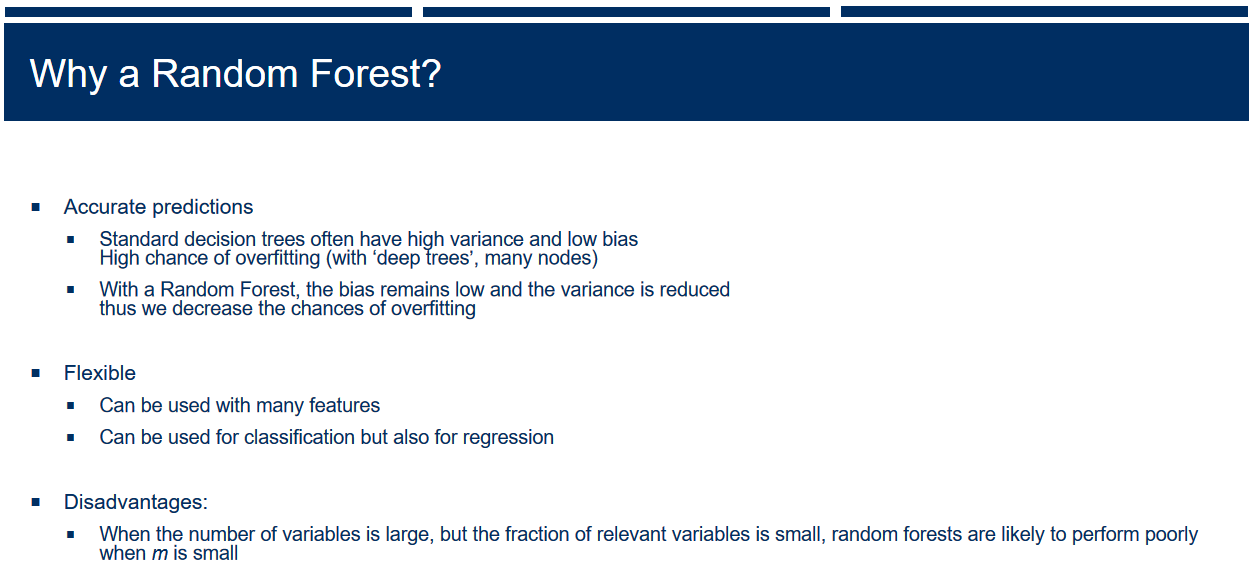 Why a Random Forest?
▪ Accurate predictions
▪ Standard decision trees often have high variance and low bias
High chance of overfitting (with ‘deep trees’, many nodes)
▪ With a Random Forest, the bias remains low and the variance is reduced
thus we decrease the chances of overfitting
▪ Flexible
▪ Can be used with many features
▪ Can be used for classification but also for regression
▪ Disadvantages:
▪ When the number of variables is large, but the fraction of relevant variables is small, random forests are likely to perform poorly
when m is small